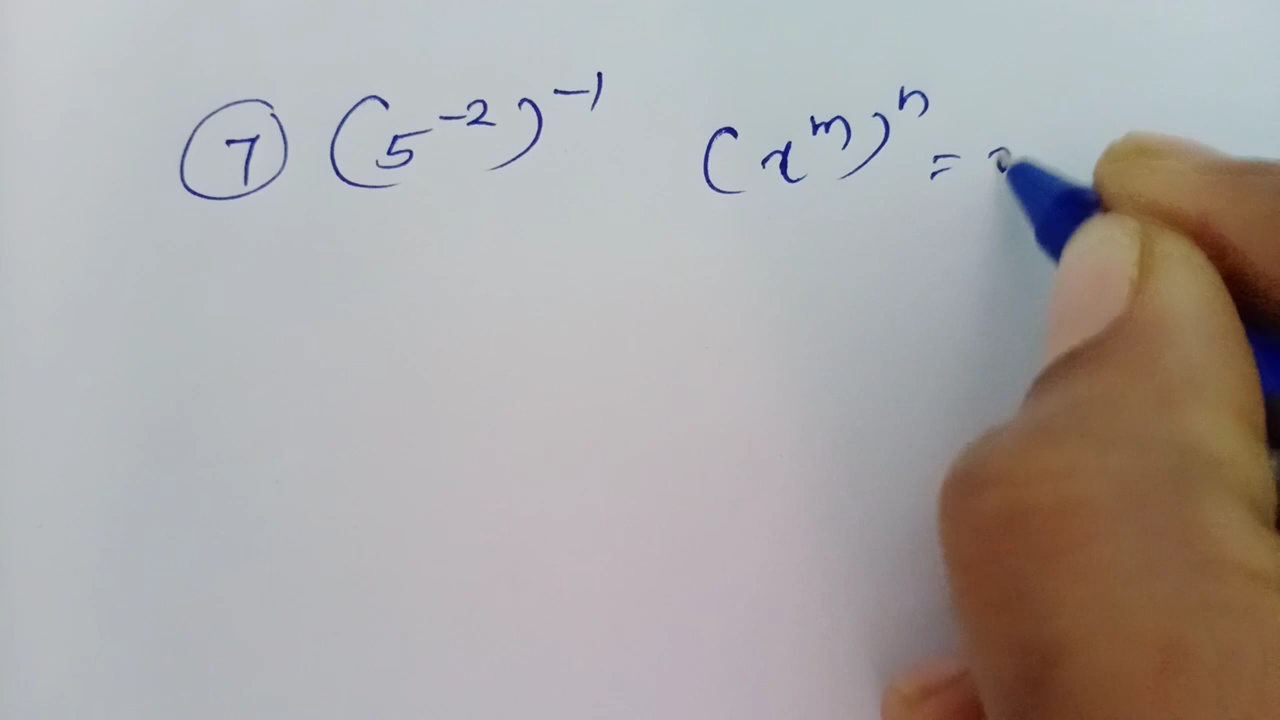 ⑦ (5⁻²)⁻¹ (xᵐ)ⁿ =